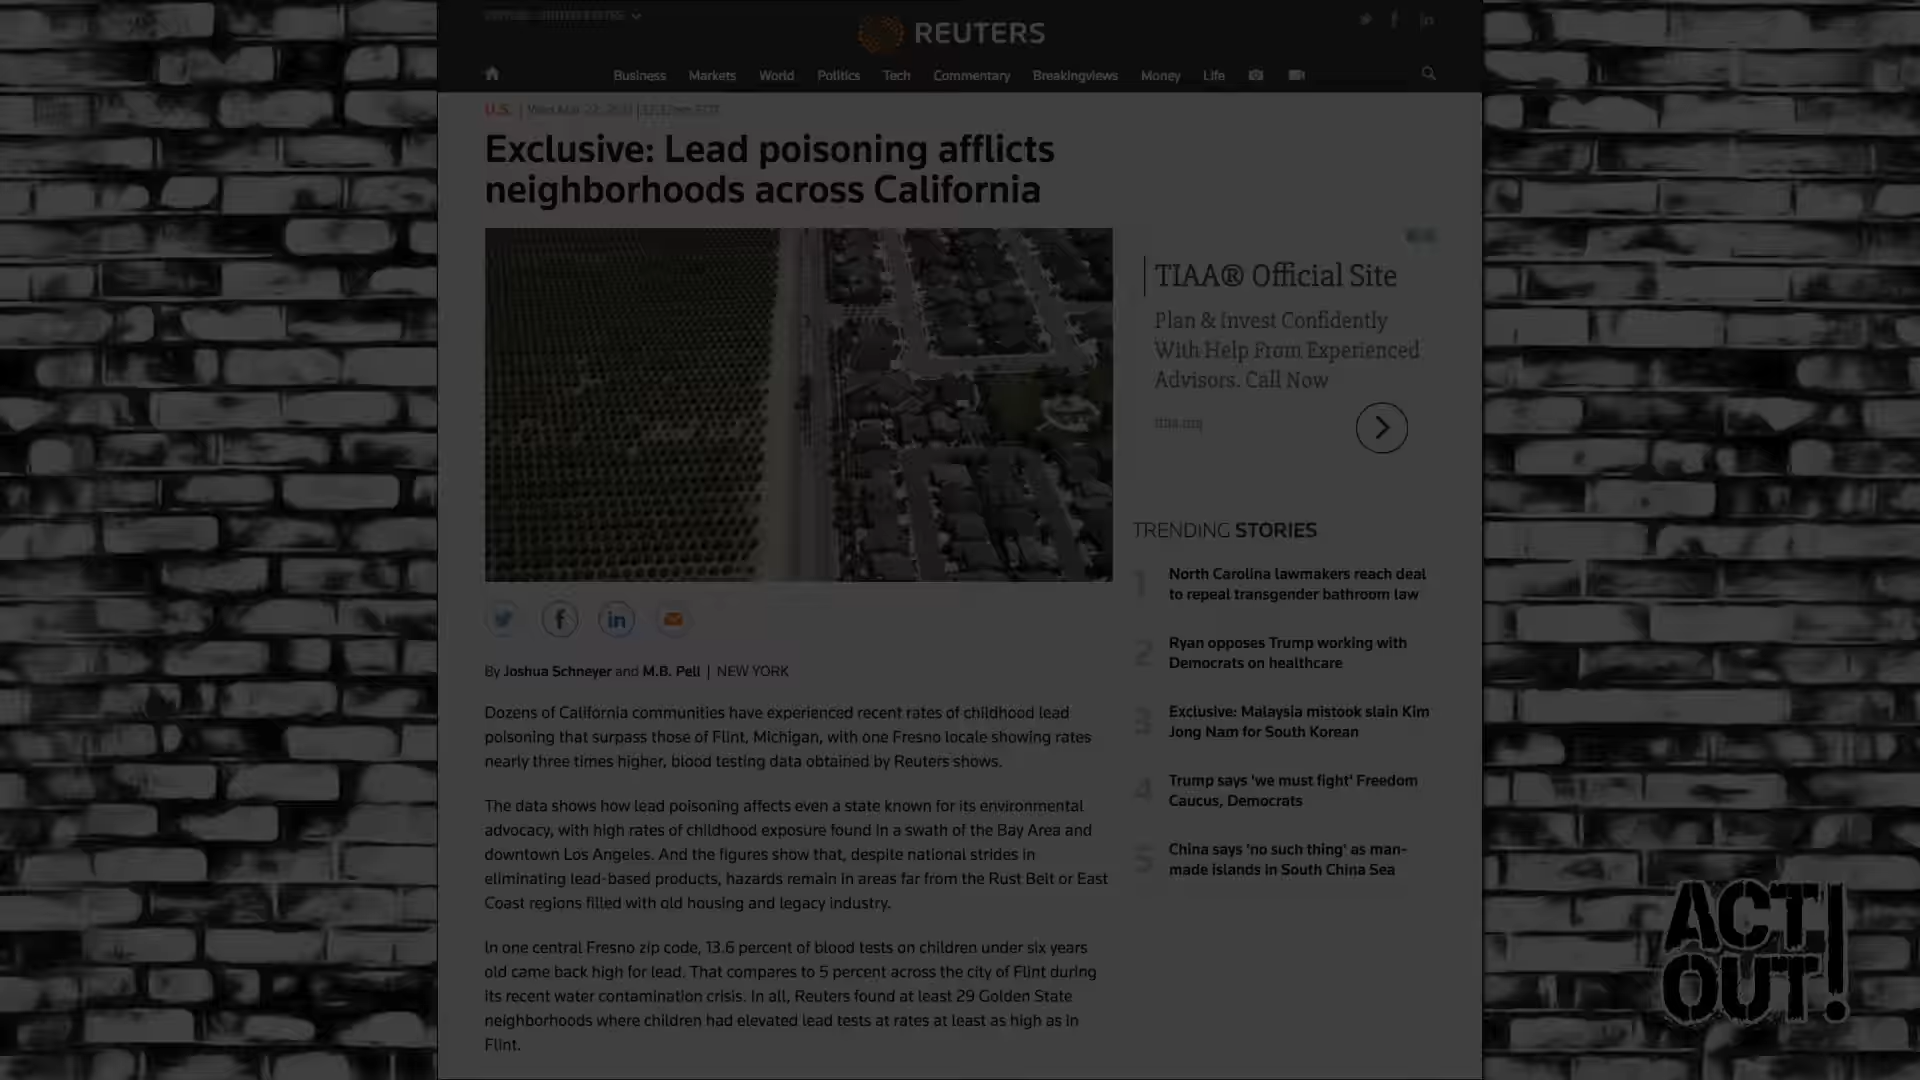 REUTERS
Business Markets World Politics Tech Commentary Breakingviews Money Life
U.S.
Exclusive: Lead poisoning afflicts
neighborhoods across California
TIAA® Official Site
Plan & Invest Confidently
With Help From Experienced
Advisors. Call Now
tiaa.org
TRENDING STORIES
1 North Carolina lawmakers reach deal
to repeal transgender bathroom law
2 Ryan opposes Trump working with
Democrats on healthcare
3 Exclusive: Malaysia mistook slain Kim
Jong Nam for South Korean
4 Trump says 'we must fight' Freedom
Caucus, Democrats
5 China says 'no such thing' as man-
made islands in South China Sea
By Joshua Schneyer and M.B. Pell | NEW YORK
Dozens of California communities have experienced recent rates of childhood lead
poisoning that surpass those of Flint, Michigan, with one Fresno locale showing rates
nearly three times higher, blood testing data obtained by Reuters shows.
The data shows how lead poisoning affects even a state known for its environmental
advocacy, with high rates of childhood exposure found in a swath of the Bay Area and
downtown Los Angeles. And the figures show that, despite national strides in
eliminating lead-based products, hazards remain in areas far from the Rust Belt or East
Coast regions filled with old housing and legacy industry.
In one central Fresno zip code, 13.6 percent of blood tests on children under six years
old came back high for lead. That compares to 5 percent across the city of Flint during
its recent water contamination crisis. In all, Reuters found at least 29 Golden State
neighborhoods where children had elevated lead tests at rates at least as high as in
Flint.
ACT
OUT!